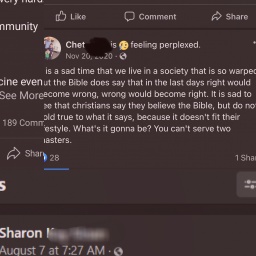 very hard
mmunity
cine even
See More
189 Comm
Shar
Like Comment Share
Chet is feeling perplexed.
Nov 20, 2020
is a sad time that we live in a society that is so warped
ut the Bible does say that in the last days right would
ecome wrong, wrong would become right. It is sad to
ee that christians say they believe the Bible, but do not
old true to what it says, because it doesn't fit their
festyle. What's it gonna be? You can't serve two
masters.
28 1 Shar
s
Sharon
August 7 at 7:27 AM